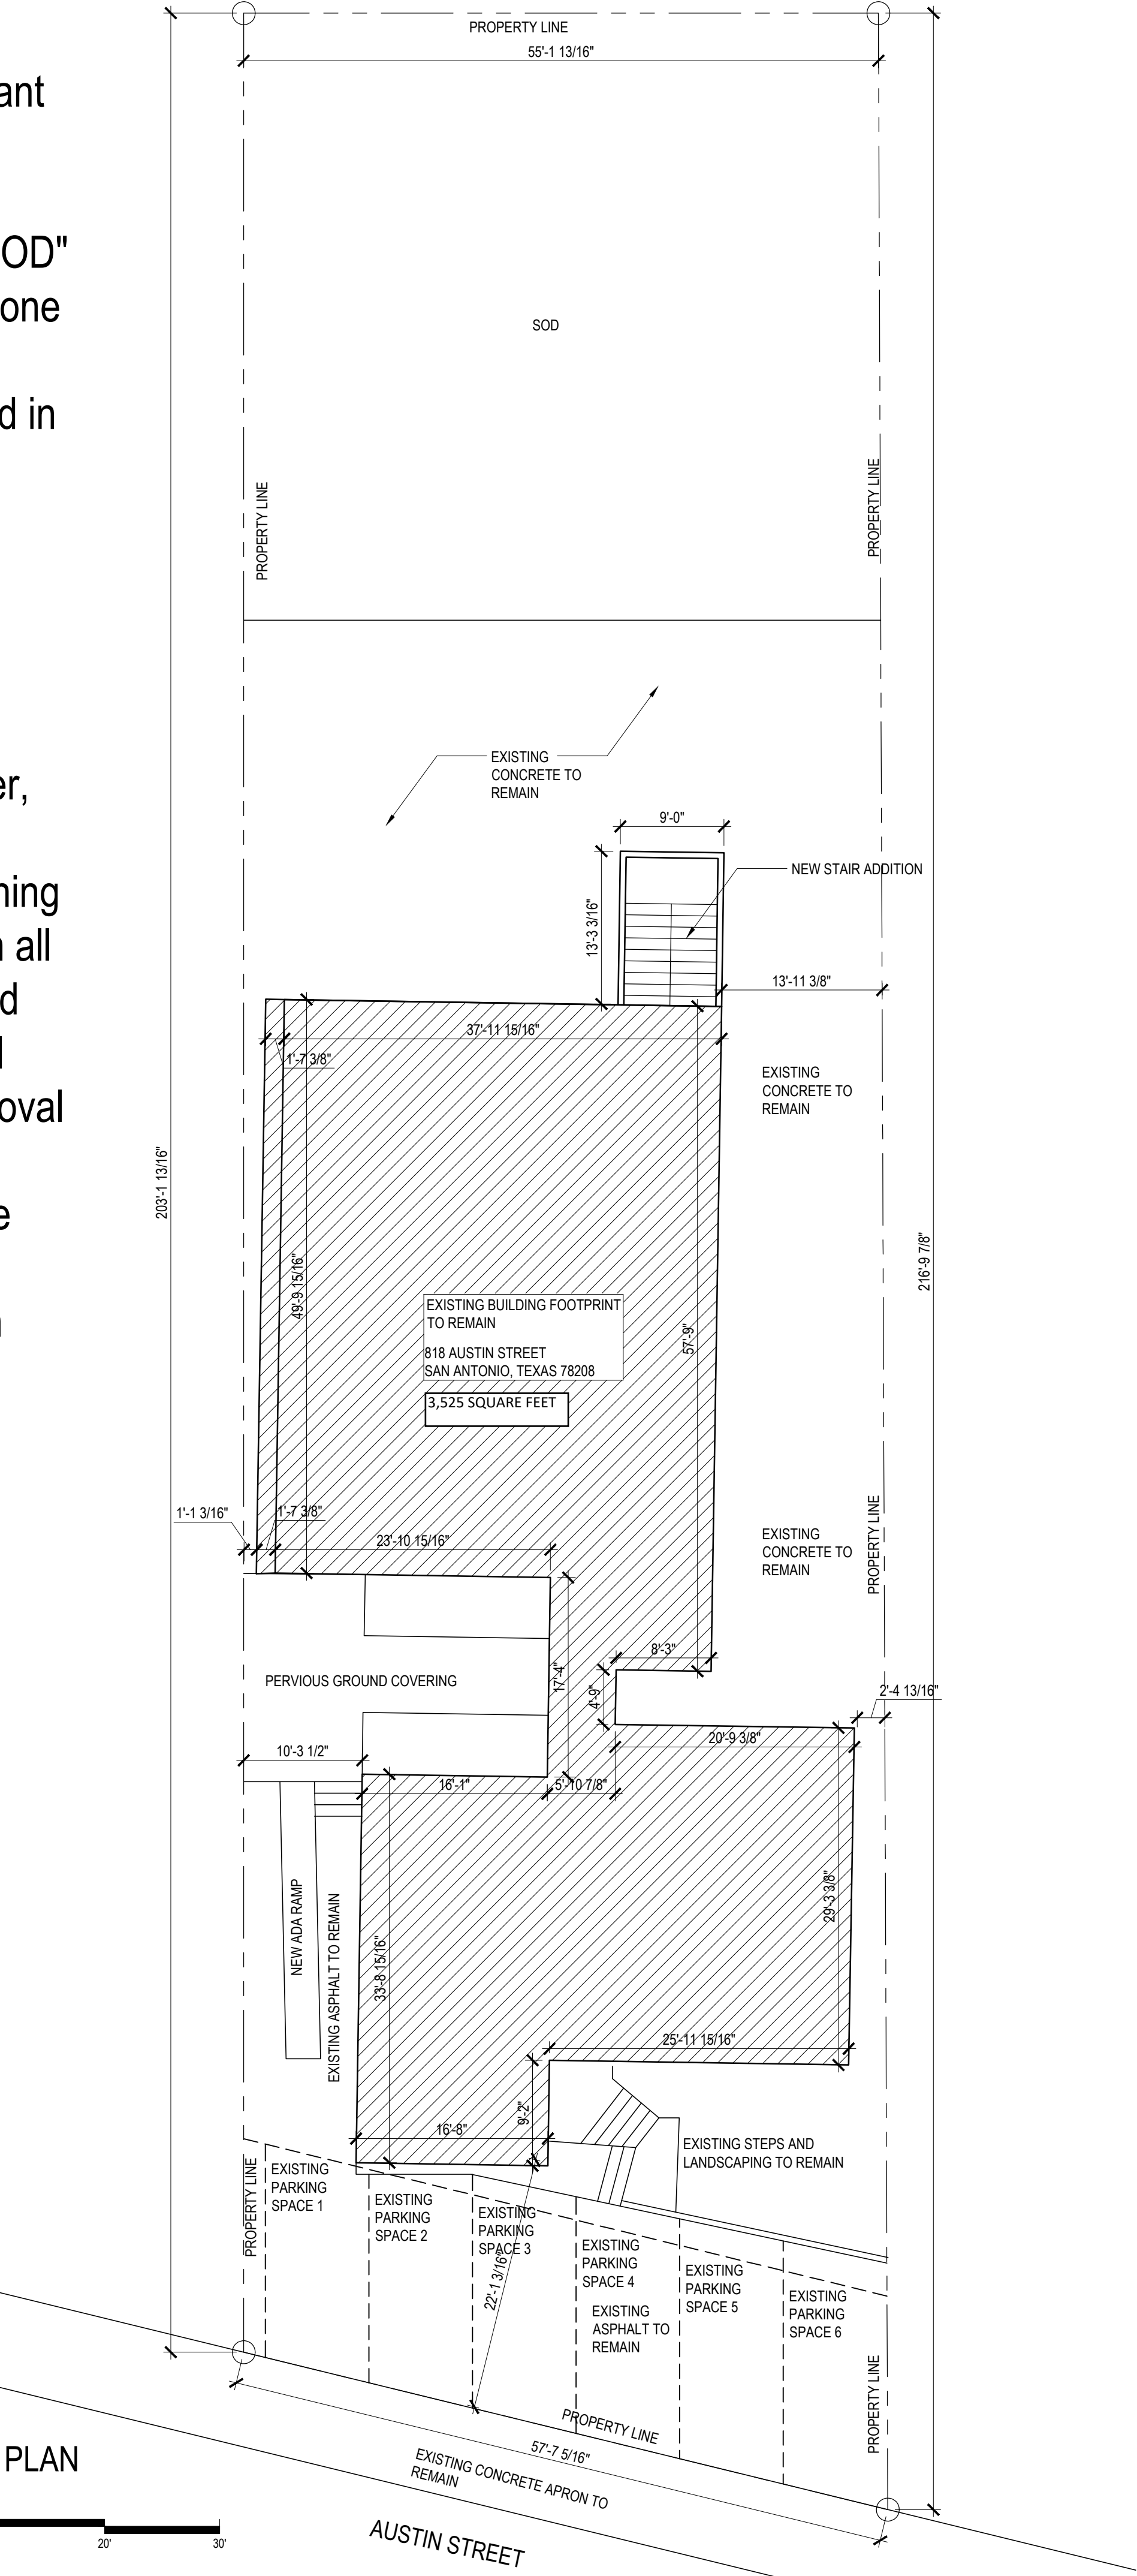 PROPERTY LINE
55'-1 13/16"
ant
OD"
one
d in
SOD
PROPERTY LINE
PROPERTY LINE
er,
ning
n all
d
oval
e
EXISTING
CONCRETE TO
REMAIN
9'-0"
NEW STAIR ADDITION
13'-3 3/16"
13'-11 3/8"
37'-11 15/16"
1'-7 3/8"
EXISTING
CONCRETE TO
REMAIN
203'-1 13/16"
216'-9 7/8"
49'-9 15/16"
EXISTING BUILDING FOOTPRINT
TO REMAIN
818 AUSTIN STREET
SAN ANTONIO, TEXAS 78208
3,525 SQUARE FEET
57'-9"
1'-1 3/16"
1'-7 3/8"
23'-10 15/16"
EXISTING
CONCRETE TO
REMAIN
PROPERTY LINE
8'-3"
17'-4"
4'-9"
PERVIOUS GROUND COVERING
2'-4 13/16"
20'-9 3/8"
10'-3 1/2"
16'-1"
5'-10 7/8"
NEW ADA RAMP
EXISTING ASPHALT TO REMAIN
33'-8 15/16"
29'-3 3/8"
25'-11 15/16"
9'-2"
16'-8"
EXISTING STEPS AND
LANDSCAPING TO REMAIN
PROPERTY LINE
EXISTING
PARKING
SPACE 1
EXISTING
PARKING
SPACE 2
EXISTING
PARKING
SPACE 3
EXISTING
PARKING
SPACE 4
EXISTING
PARKING
SPACE 5
EXISTING
PARKING
SPACE 6
22'-1 3/16"
EXISTING
ASPHALT TO
REMAIN
PROPERTY LINE
PROPERTY LINE
57'-7 5/16"
EXISTING CONCRETE APRON TO
REMAIN
AUSTIN STREET
PLAN
20'
30'